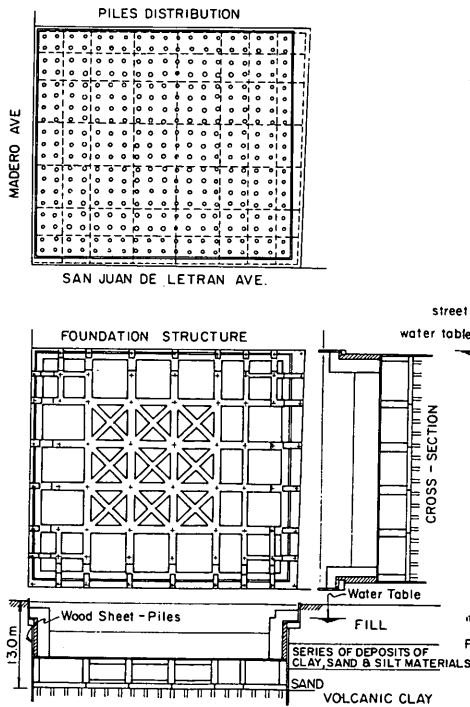 PILES DISTRIBUTION
MADERO AVE
SAN JUAN DE LETRAN AVE.
street
water table
FOUNDATION STRUCTURE
CROSS-SECTION
Water Table
Wood Sheet-Piles
FILL
13.0m
SERIES OF DEPOSITS OF
CLAY, SAND & SILT MATERIALS
SAND
VOLCANIC CLAY